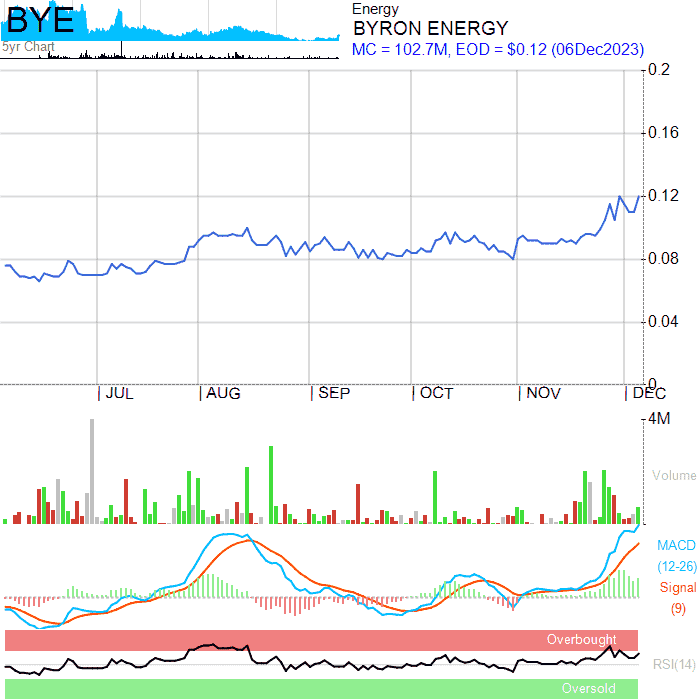 BYE
5yr Chart
Energy
BYRON ENERGY
MC = 102.7M, EOD = $0.12 (06Dec2023)
0.2
0.16
0.12
0.08
0.04
0
JUL AUG SEP OCT NOV DEC
4M
Volume
MACD
(12-26)
Signal
(9)
Overbought
RSI(14)
Oversold